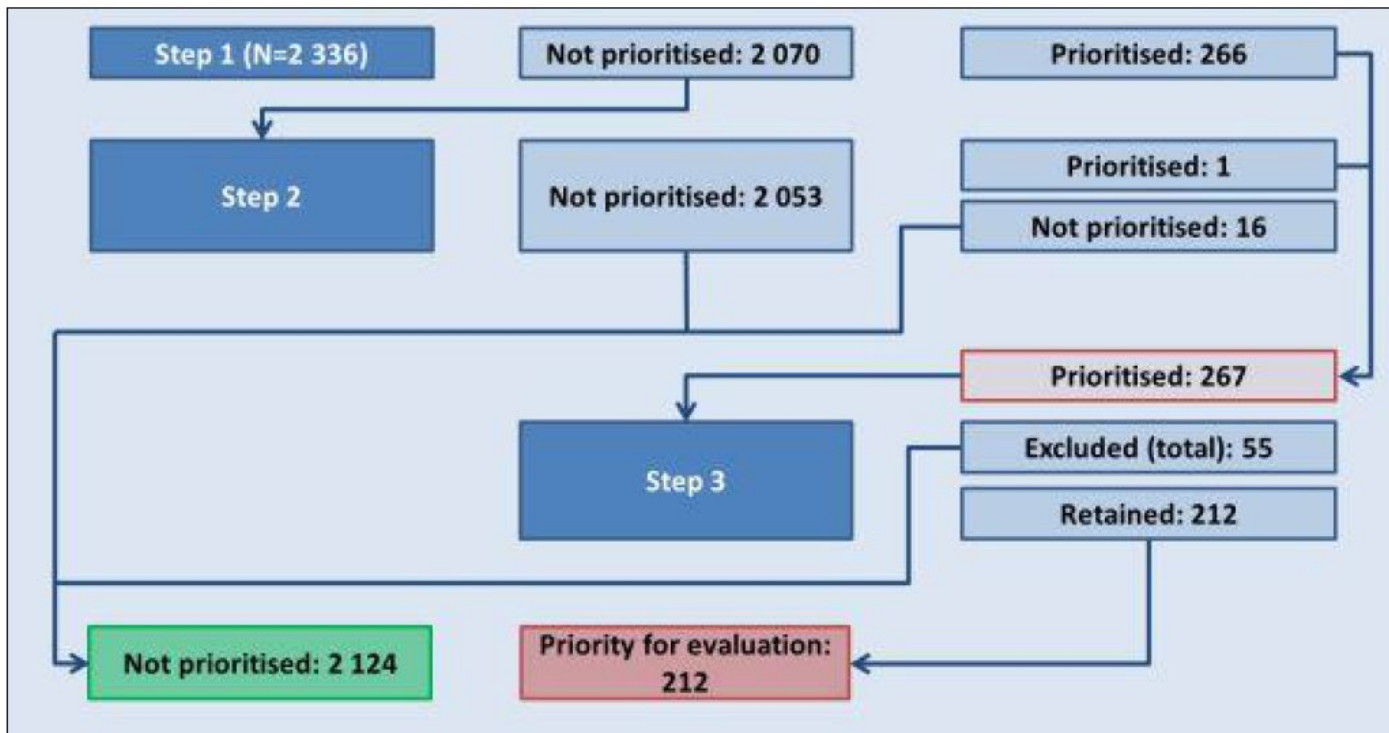 Step 1 (N=2 336)
Not prioritised: 2 070
Prioritised: 266
Step 2
Not prioritised: 2 053
Prioritised: 1
Not prioritised: 16
Prioritised: 267
Step 3
Excluded (total): 55
Retained: 212
Not prioritised: 2 124
Priority for evaluation:
212